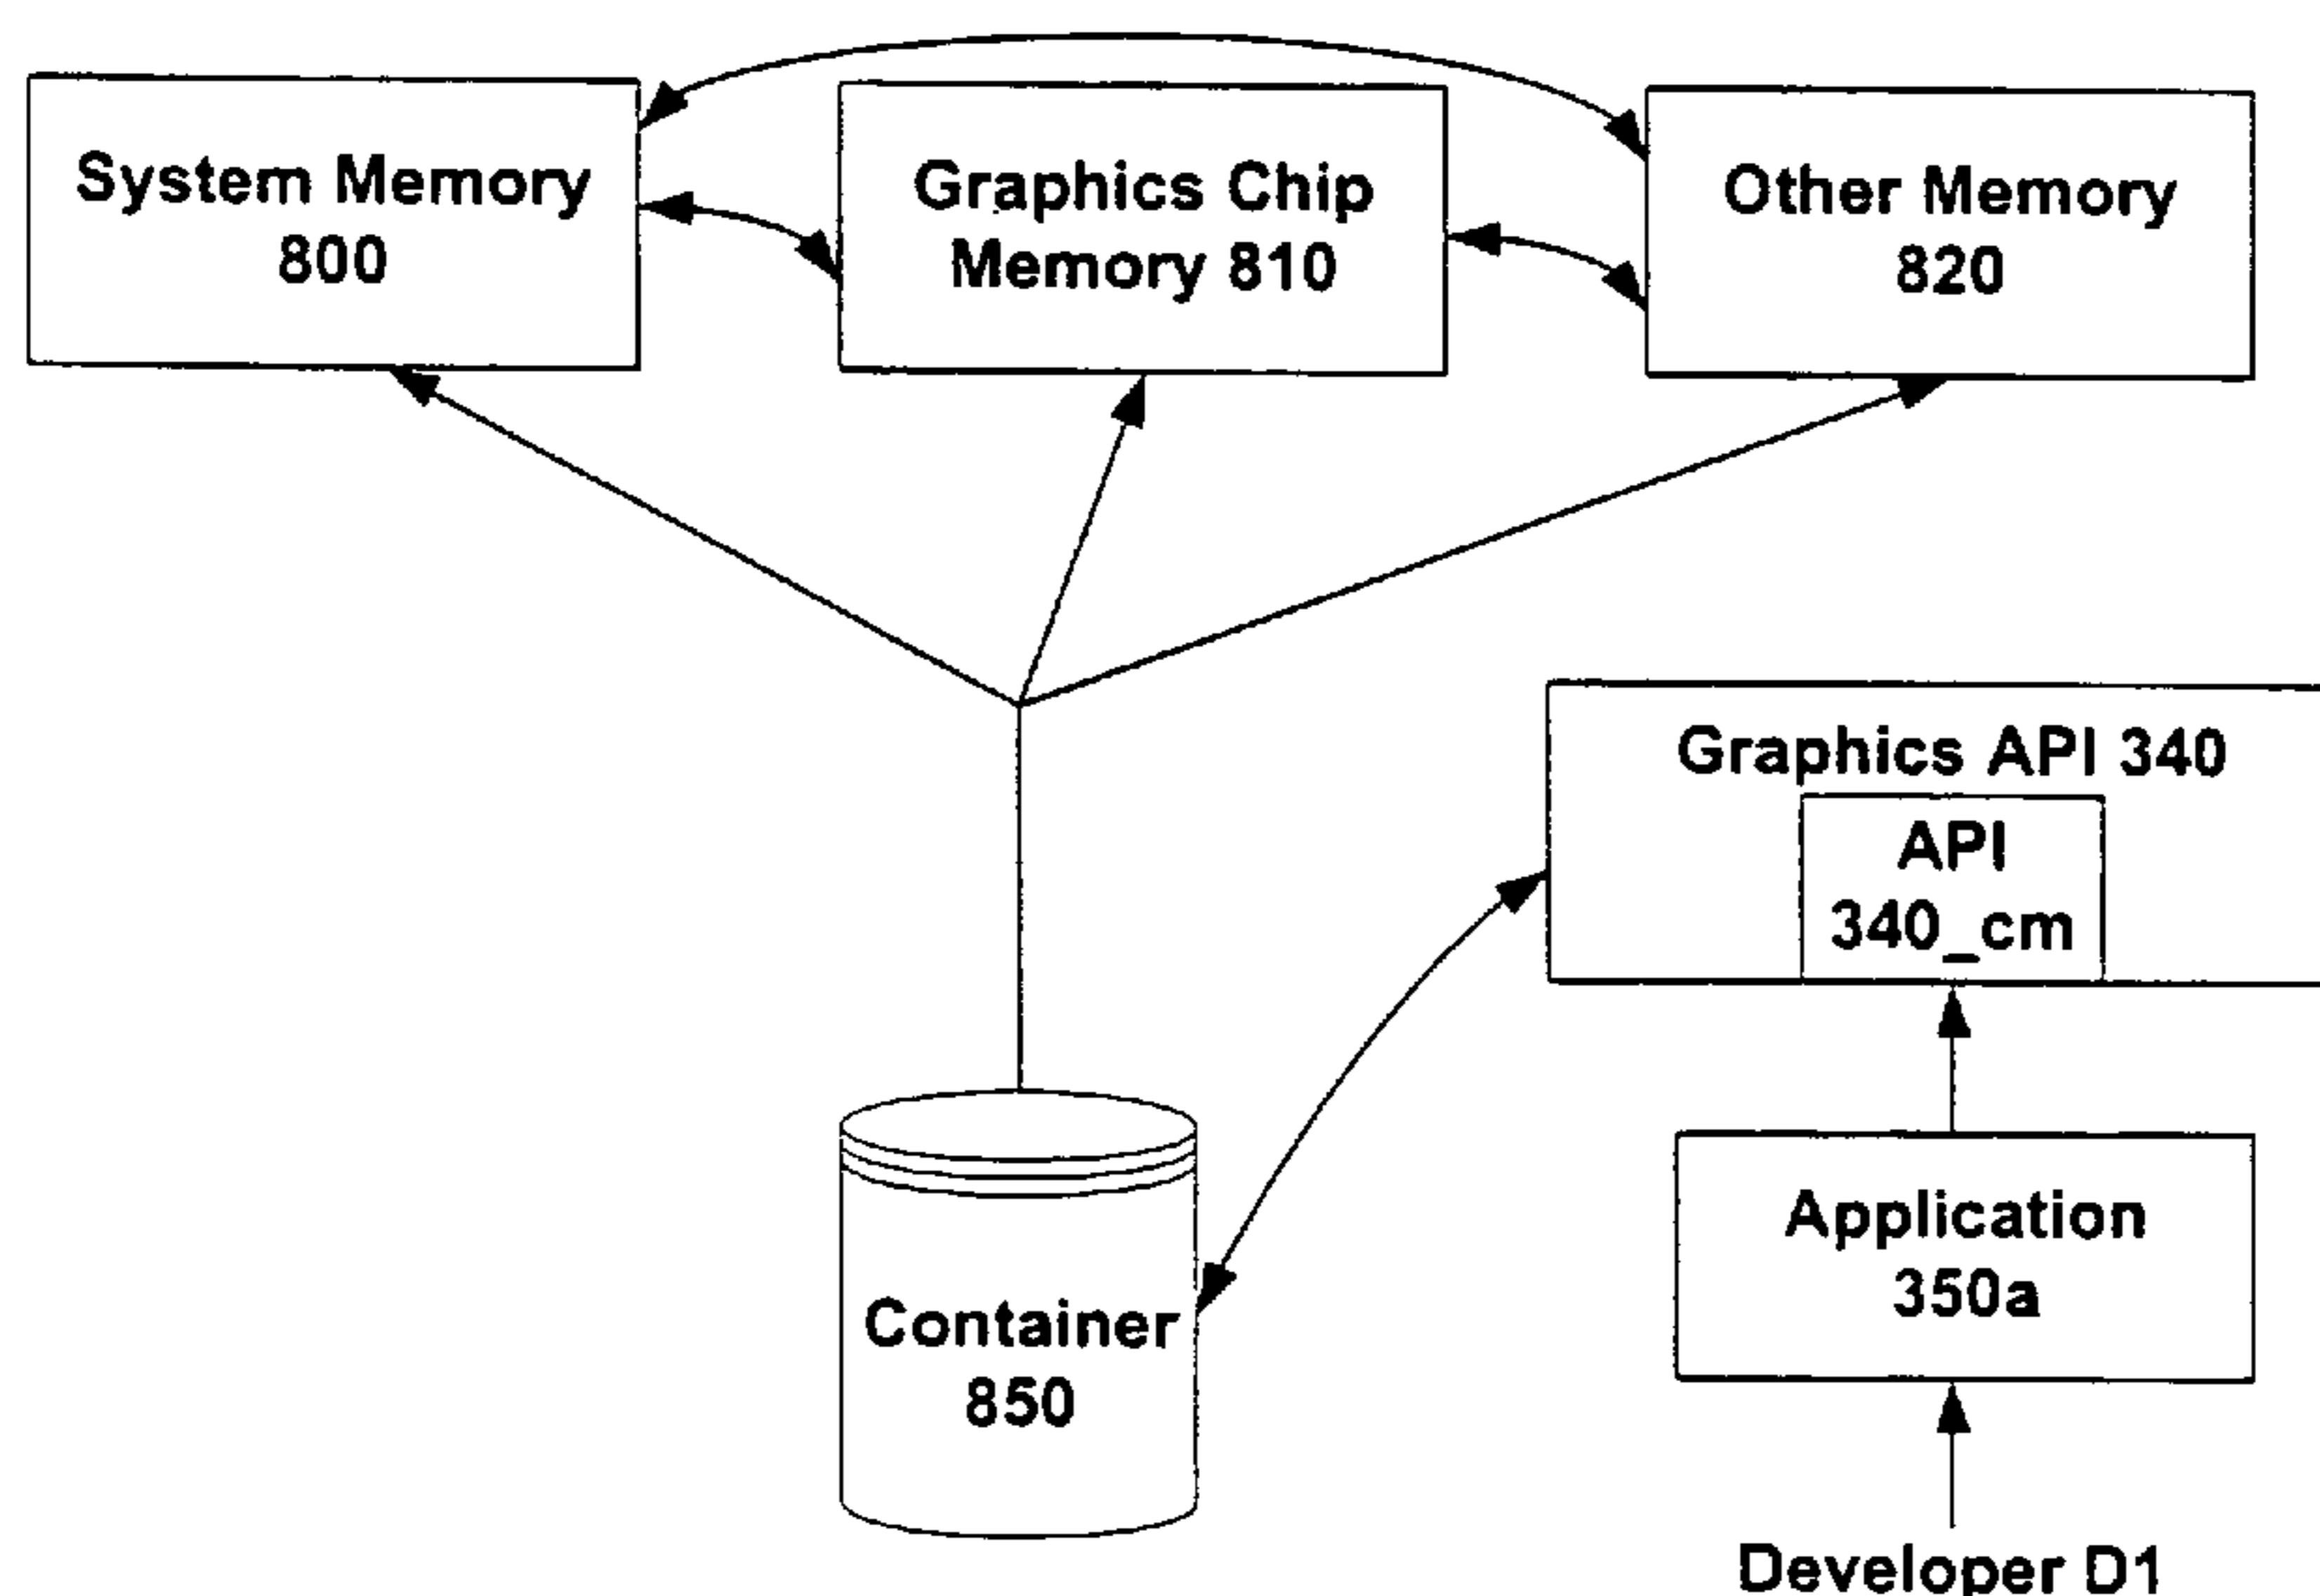 System Memory
800
Graphics Chip
Memory 810
Other Memory
820
Graphics API 340
API
340_cm
Application
350a
Container
850
Developer D1